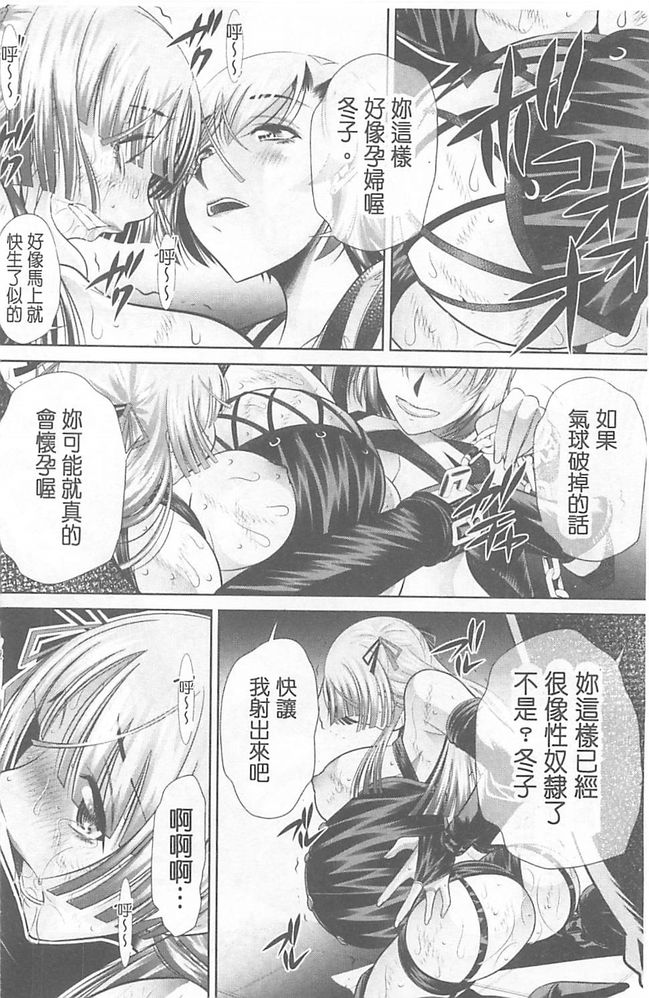 妳這樣
好像孕婦喔
冬子。
呼～～
呼～～
呼～～
好像馬上就
快生了似的
如果
氣球破掉的話
妳可能就真的
會懷孕喔
妳這樣已經
很像性奴隸了
不是？冬子
快讓
我射出來吧
呼～～
啊啊啊…
呼～～